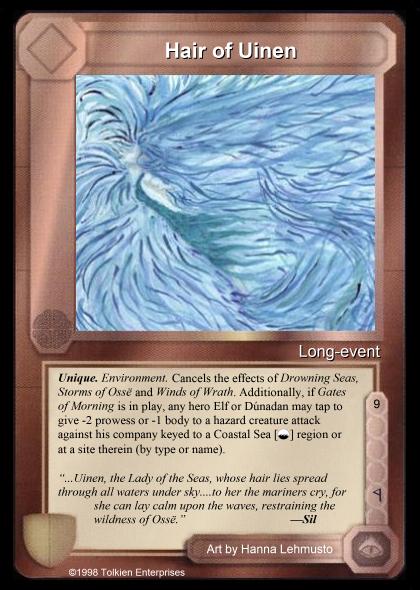 Hair of Uinen
Long-event
Unique. Environment. Cancels the effects of Drowning Seas,
Storms of Ossë and Winds of Wrath. Additionally, if Gates
of Morning is in play, any hero Elf or Dúnadan may tap to
give -2 prowess or -1 body to a hazard creature attack
against his company keyed to a Coastal Sea [] region or
at a site therein (by type or name).
9
“...Uinen, the Lady of the Seas, whose hair lies spread
through all waters under sky....to her the mariners cry, for
she can lay calm upon the waves, restraining the
wildness of Ossë.” —Sil
Art by Hanna Lehmusto
©1998 Tolkien Enterprises